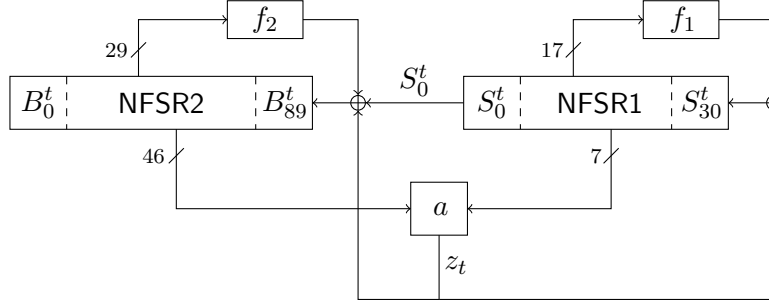 f₂ f₁
29 17
B₀ᵗ NFSR2 B₈₉ᵗ S₀ᵗ S₀ᵗ NFSR1 S₃₀ᵗ
46 7
a
zₜ